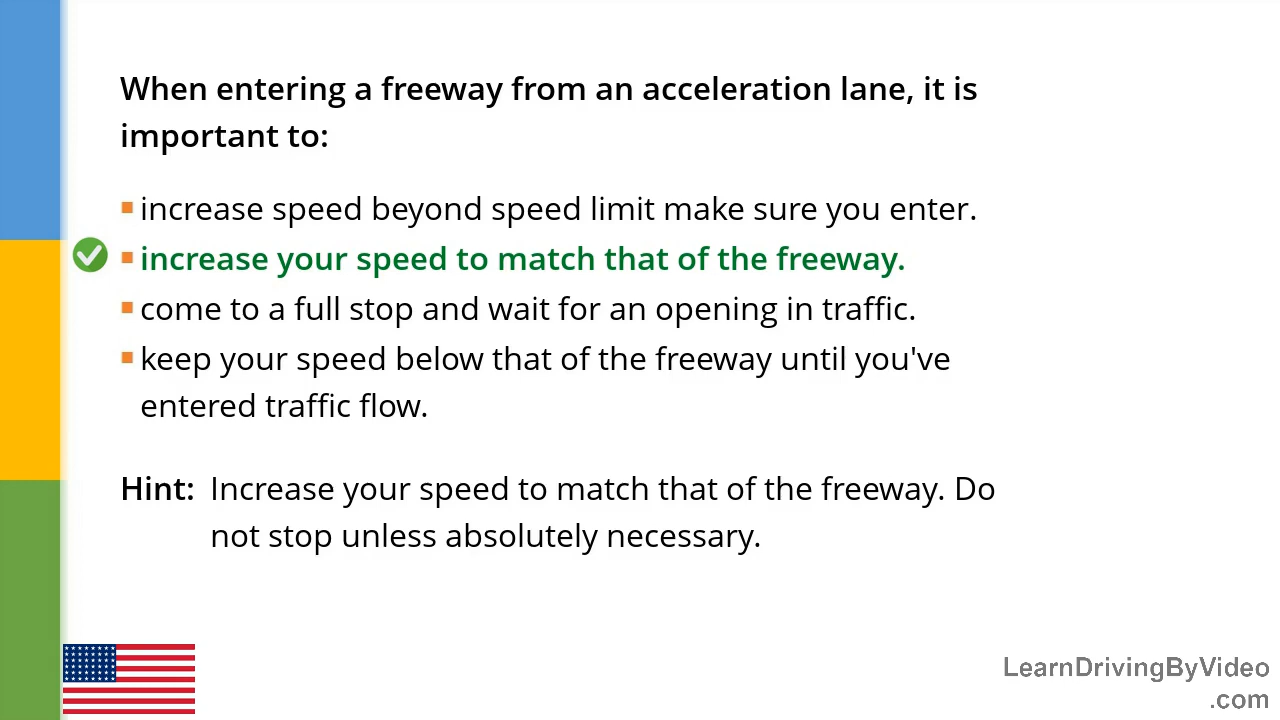 When entering a freeway from an acceleration lane, it is
important to:
increase speed beyond speed limit make sure you enter.
increase your speed to match that of the freeway.
come to a full stop and wait for an opening in traffic.
keep your speed below that of the freeway until you've
entered traffic flow.
Hint: Increase your speed to match that of the freeway. Do
not stop unless absolutely necessary.
LearnDrivingByVideo
.com